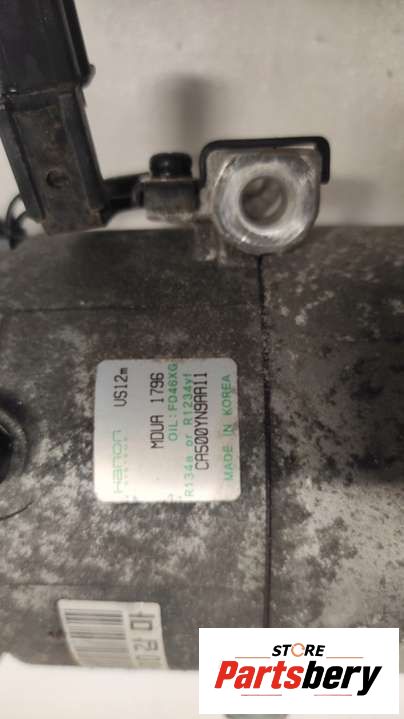 Hanon
VS12m
MDUA 1796
OIL:FD46XG
R134a or R1234yf
CA500YN9AA11
MADE IN KOREA
STORE
Partsbery